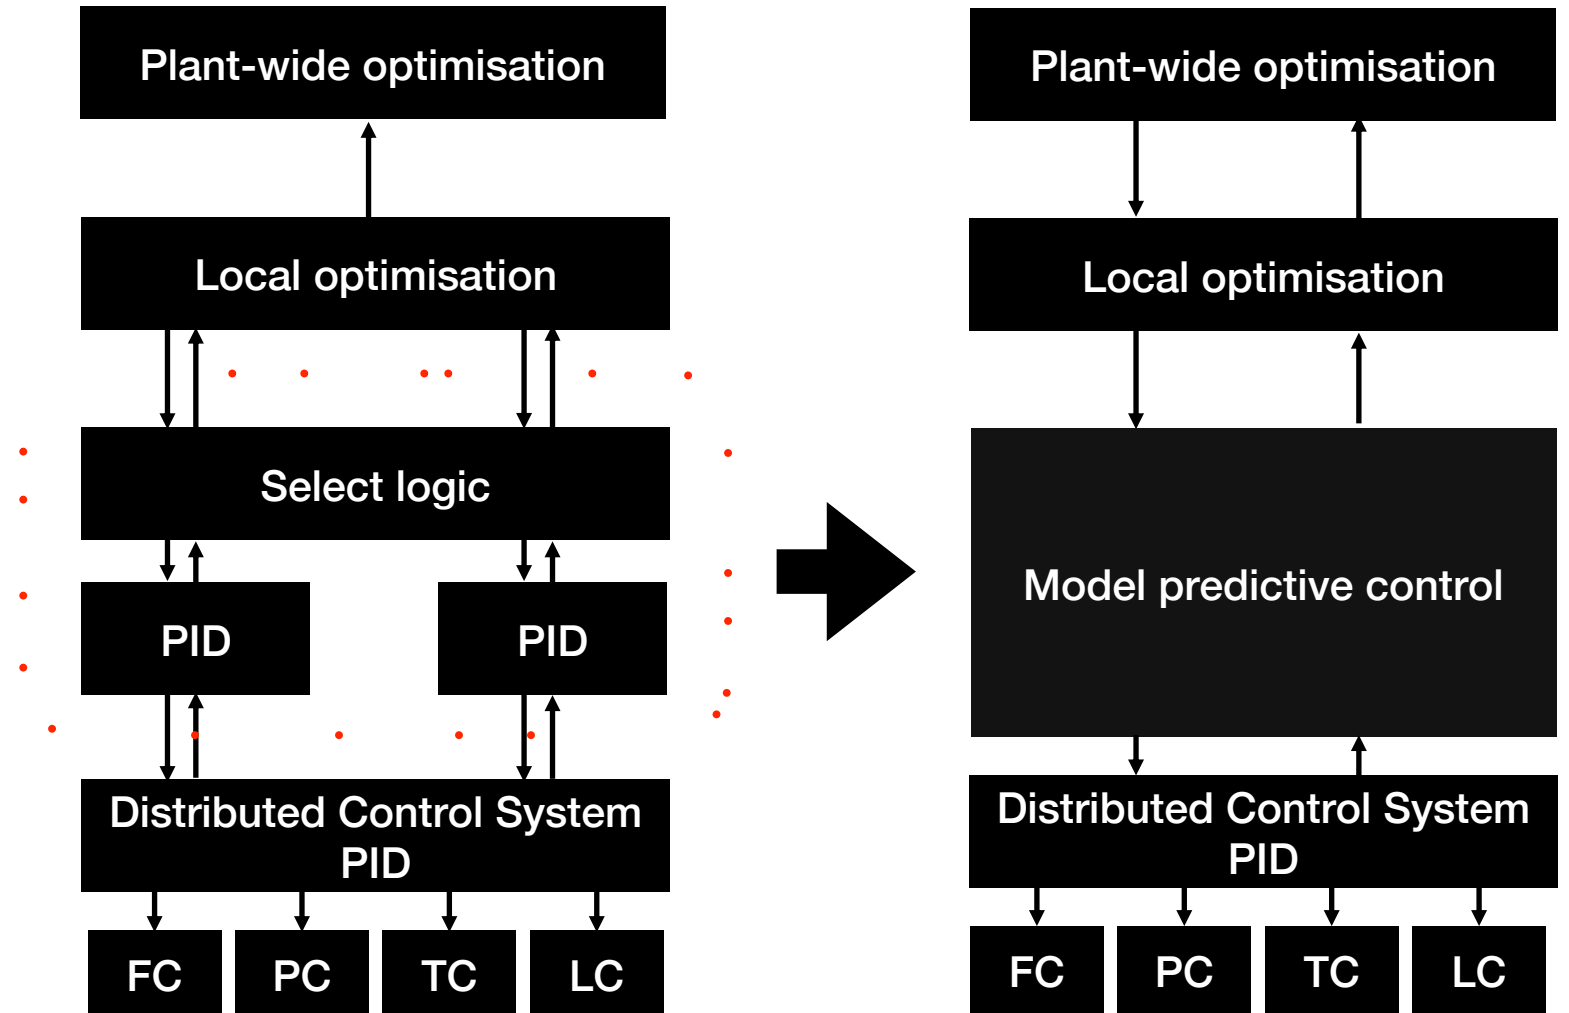 Plant-wide optimisation
Local optimisation
Select logic
PID
PID
Distributed Control System
PID
FC
PC
TC
LC
Plant-wide optimisation
Local optimisation
Model predictive control
Distributed Control System
PID
FC
PC
TC
LC